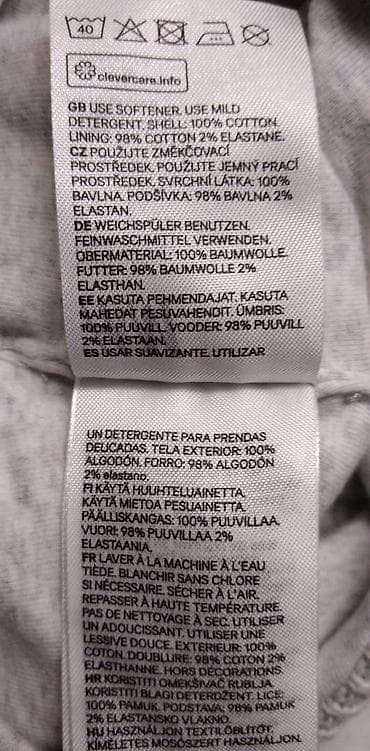 40
clevercare.info
GB USE SOFTENER. USE MILD
DETERGENT. SHELL: 100% COTTON.
LINING: 98% COTTON 2% ELASTANE.
CZ POUŽIJTE ZMĚKČOVACÍ
PROSTŘEDEK. POUŽIJTE JEMNÝ PRACÍ
PROSTŘEDEK. SVRCHNÍ LÁTKA: 100%
BAVLNA. PODŠÍVKA: 98% BAVLNA 2%
ELASTAN.
DE WEICHSPÜLER BENUTZEN.
FEINWASCHMITTEL VERWENDEN.
OBERMATERIAL: 100% BAUMWOLLE.
FUTTER: 98% BAUMWOLLE 2%
ELASTHAN.
EE KASUTA PEHMENDAJAT. KASUTA
MAHEDAT PESUVAHENDIT. ÜMBRIS:
100% PUUVILL. VOODER: 98% PUUVILL
2% ELASTAAN.
ES USAR SUAVIZANTE. UTILIZAR
UN DETERGENTE PARA PRENDAS
DELICADAS. TELA EXTERIOR: 100%
ALGODÓN. FORRO: 98% ALGODÓN
2% elastano.
FI KÄYTÄ HUUHTELUAINETTA.
KÄYTÄ MIETOA PESUAINETTA.
PÄÄLLISKANGAS: 100% PUUVILLAA.
VUORI: 98% PUUVILLAA 2%
ELASTAANIA.
FR LAVER À LA MACHINE À L'EAU
TIÈDE. BLANCHIR SANS CHLORE
SI NÉCESSAIRE. SÉCHER À L'AIR.
REPASSER À HAUTE TEMPÉRATURE.
PAS DE NETTOYAGE À SEC. UTILISER
UN ADOUCISSANT. UTILISER UNE
LESSIVE DOUCE. EXTERIEUR: 100%
COTON. DOUBLURE: 98% COTON 2%
ELASTHANNE. HORS DÉCORATIONS.
HR KORISTITI OMEKŠIVAČ RUBLJA.
KORISTITI BLAGI DETERDŽENT. LICE:
100% PAMUK. PODSTAVA: 98% PAMUK
2% ELASTANSKO VLAKNO.
HU HASZNÁLJON TEXTILÖBLÍTŐT.
KÍMÉLETES MOSÓSZERT HASZNÁLJON.